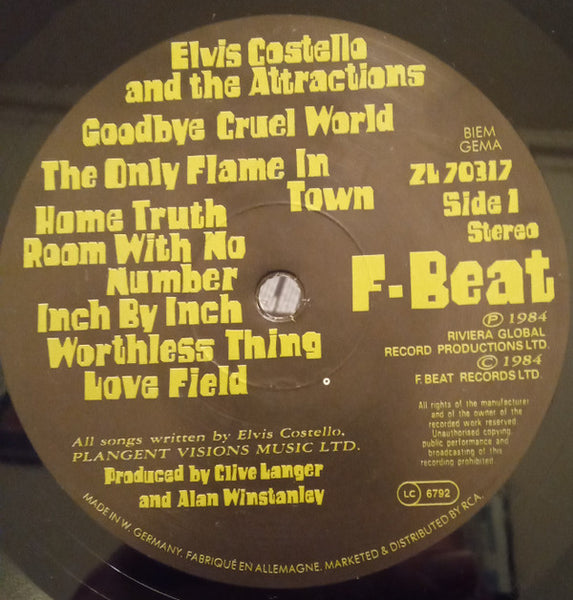 Elvis Costello
and the Attractions
Goodbye Cruel World
The Only Flame In
Town
Home Truth
Room With No
Number
Inch By Inch
Worthless Thing
Love Field
BIEM
GEMA
ZL 70317
Side 1
Stereo
F-Beat
Ⓟ 1984
RIVIERA GLOBAL
RECORD PRODUCTIONS LTD.
© 1984
F. BEAT RECORDS LTD.
All rights of the manufacturer
and of the owner of the
recorded work reserved.
Unauthorised copying,
public performance and
broadcasting of this
recording prohibited.
All songs written by Elvis Costello,
PLANGENT VISIONS MUSIC LTD.
Produced by Clive Langer
and Alan Winstanley
LC 6792
MADE IN W. GERMANY. FABRIQUÉ EN ALLEMAGNE. MARKETED & DISTRIBUTED BY RCA.